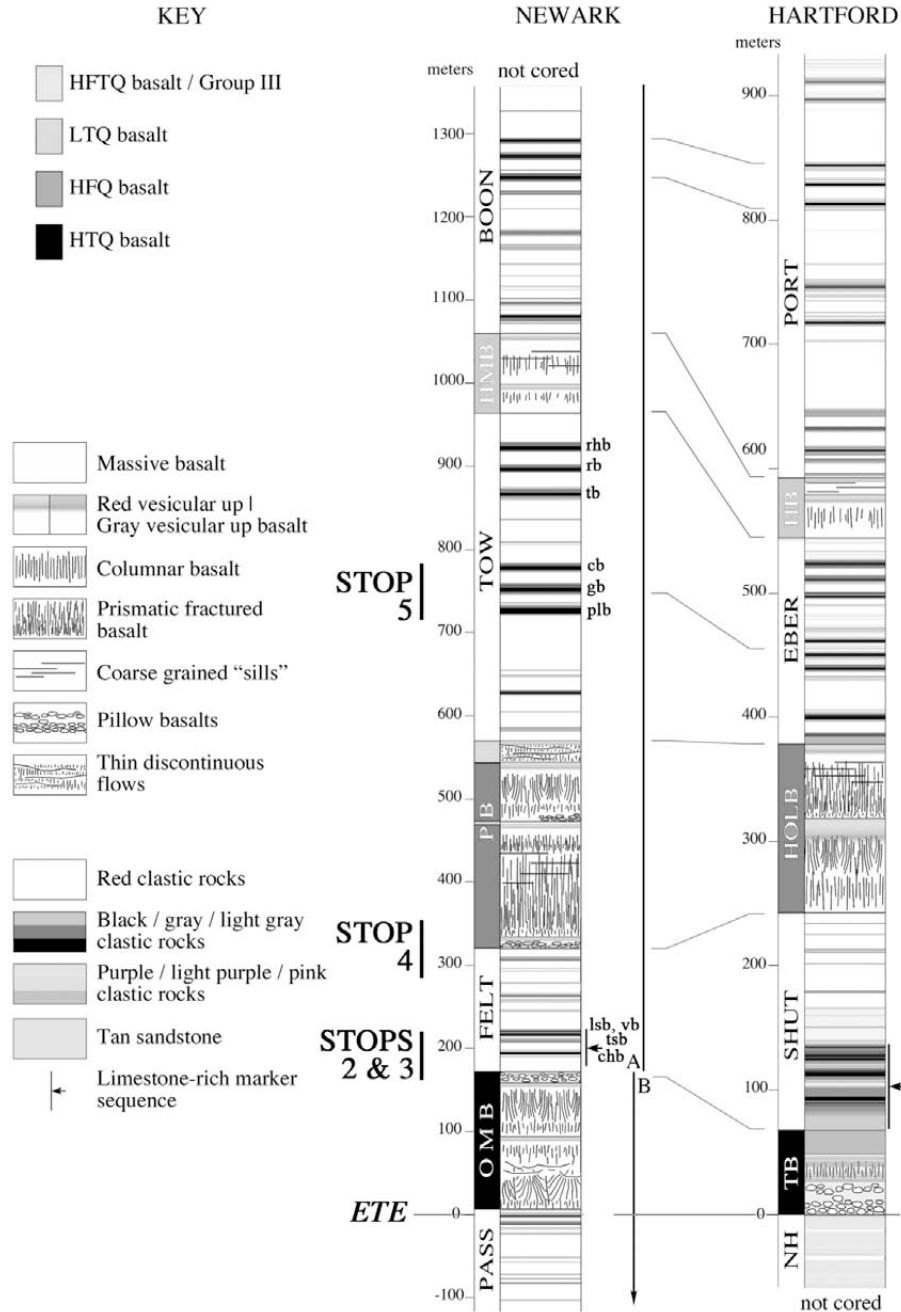 KEY
HFTQ basalt / Group III
LTQ basalt
HFQ basalt
HTQ basalt
Massive basalt
Red vesicular up |
Gray vesicular up basalt
Columnar basalt
Prismatic fractured
basalt
Coarse grained “sills”
Pillow basalts
Thin discontinuous
flows
Red clastic rocks
Black / gray / light gray
clastic rocks
Purple / light purple / pink
clastic rocks
Tan sandstone
Limestone-rich marker
sequence
NEWARK
meters
not cored
1300
1200
1100
1000
900
800
700
600
500
400
300
200
100
0
-100
BOON
HMB
TOW
P B
FELT
O M B
PASS
rhb
rb
tb
cb
gb
plb
lsb, vb
tsb
chb
A
B
STOP
5
STOP
4
STOPS
2 & 3
ETE
HARTFORD
meters
900
800
700
600
500
400
300
200
100
0
PORT
HB
EBER
HOLB
SHUT
TB
NH
not cored